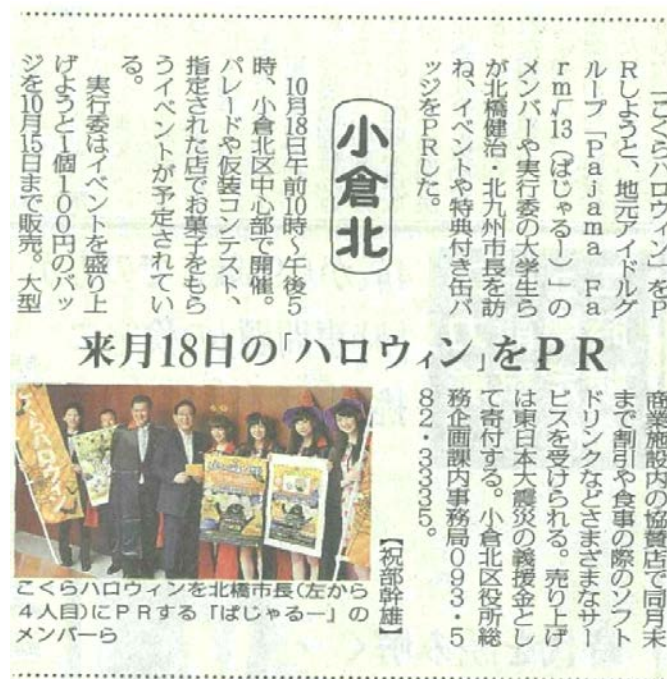 来月18日の「ハロウィン」をPR
小倉北
「こくらハロウィン」をP
Rしようと、地元アイドルグ
ループ「Pajama Fa
rm√13(ぱじゃるー)」の
メンバーや実行委の大学生ら
が北橋健治・北九州市長を訪
ね、イベントや特典付き缶バ
ッジをPRした。
10月18日午前10時〜午後5
時、小倉北区中心部で開催。
パレードや仮装コンテスト、
指定された店でお菓子をもら
うイベントが予定されてい
る。
実行委はイベントを盛り上
げようと1個100円のバッ
ジを10月15日まで販売。大型
商業施設内の協賛店で同月末
まで割引や食事の際のソフト
ドリンクなどさまざまなサー
ビスを受けられる。売り上げ
は東日本大震災の義援金とし
て寄付する。小倉北区役所総
務企画課内事務局093・5
82・3335。
【祝部幹雄】
こくらハロウィン
こくらハロウィンを北橋市長(左から
4人目)にPRする「ぱじゃるー」の
メンバーら